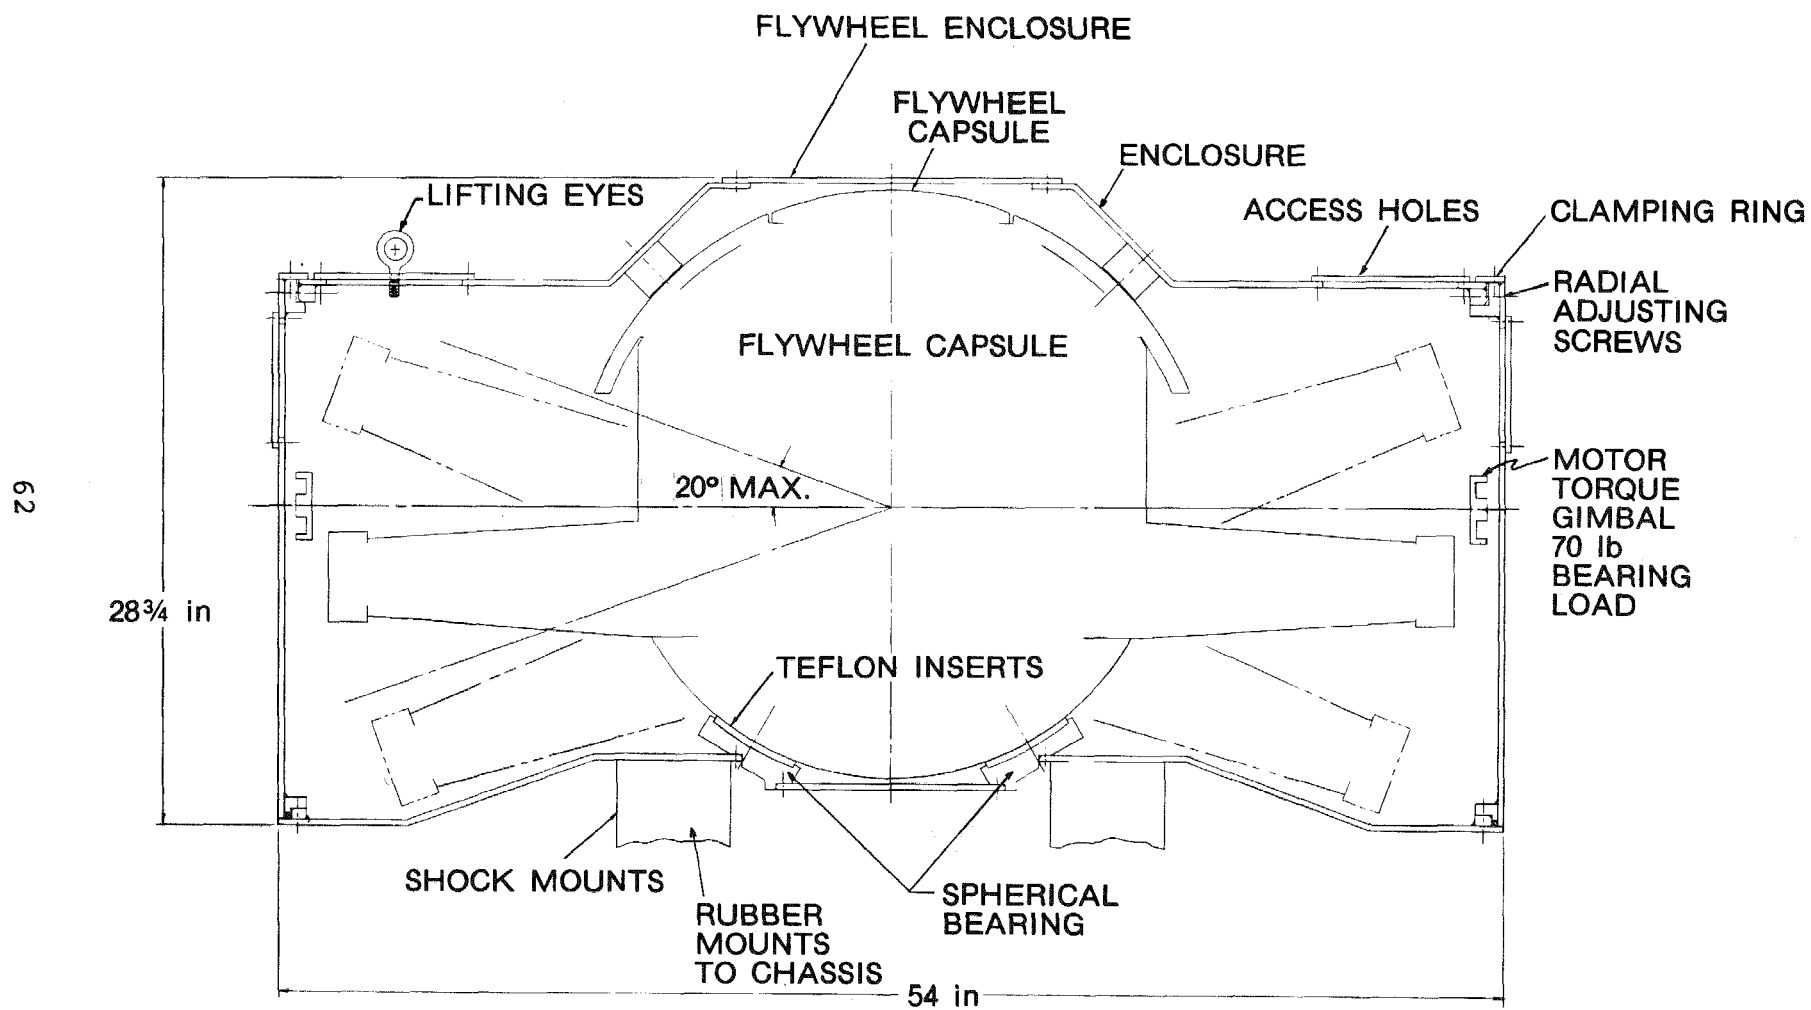 FLYWHEEL ENCLOSURE
FLYWHEEL
CAPSULE
ENCLOSURE
LIFTING EYES
ACCESS HOLES
CLAMPING RING
RADIAL
ADJUSTING
SCREWS
FLYWHEEL CAPSULE
20° MAX.
MOTOR
TORQUE
GIMBAL
70 lb
BEARING
LOAD
62
28 3/4 in
TEFLON INSERTS
SHOCK MOUNTS
SPHERICAL
BEARING
RUBBER
MOUNTS
TO CHASSIS
54 in